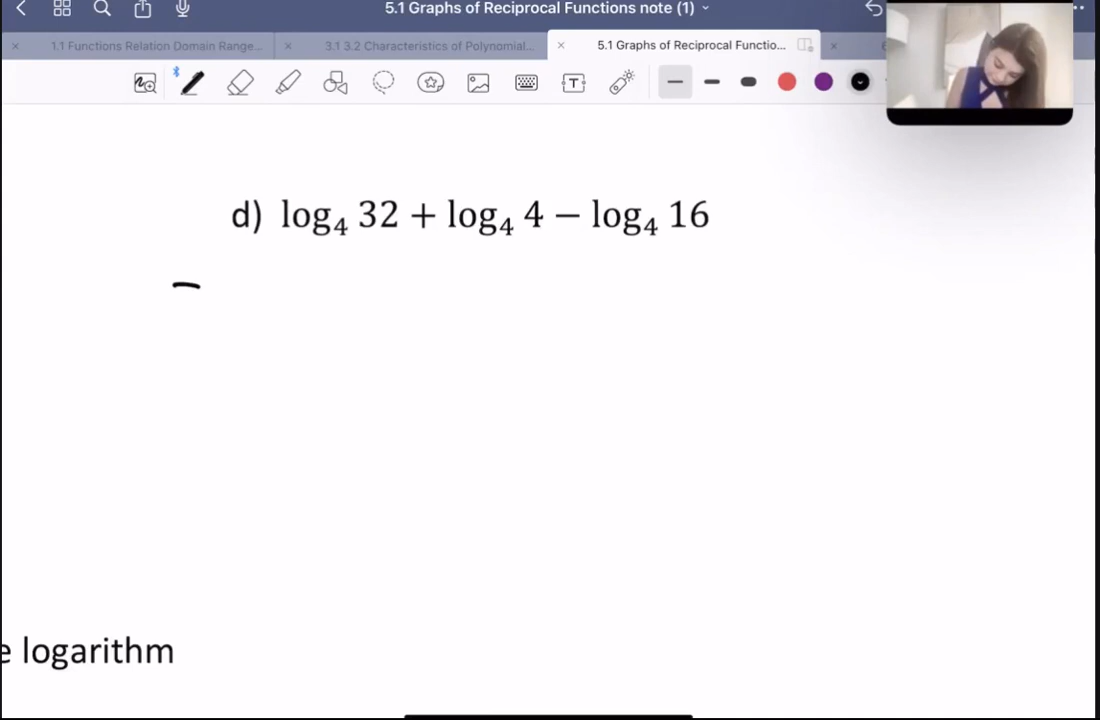 5.1 Graphs of Reciprocal Functions note (1)
1.1 Functions Relation Domain Range... 3.1 3.2 Characteristics of Polynomial... 5.1 Graphs of Reciprocal Functio...
T
d) log₄ 32 + log₄ 4 − log₄ 16
−
e logarithm